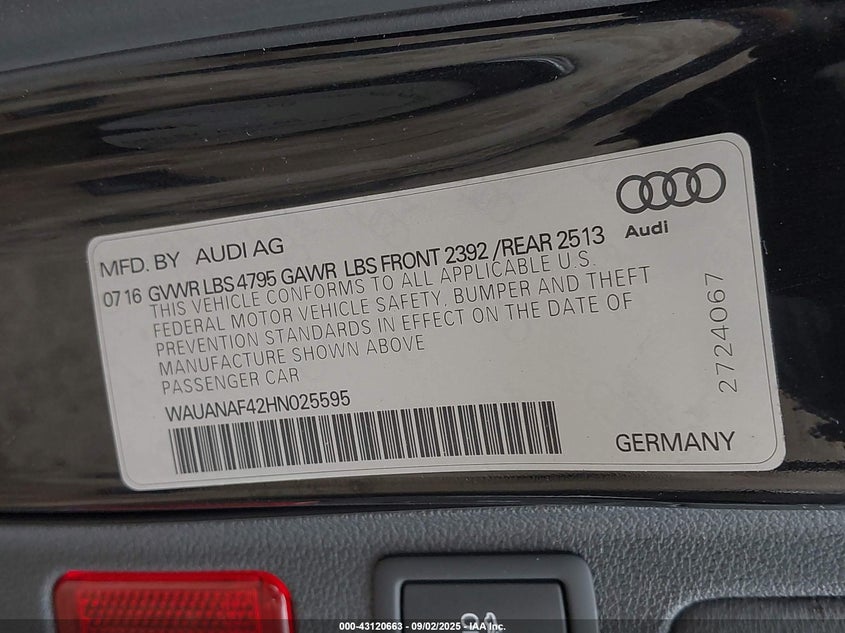 Audi
MFD. BY AUDI AG
07 16 GVWR LBS 4795 GAWR LBS FRONT 2392 /REAR 2513
THIS VEHICLE CONFORMS TO ALL APPLICABLE U.S.
FEDERAL MOTOR VEHICLE SAFETY, BUMPER AND THEFT
PREVENTION STANDARDS IN EFFECT ON THE DATE OF
MANUFACTURE SHOWN ABOVE
PASSENGER CAR
WAUANAF42HN025595
2724067
GERMANY
000-43120663 - 09/02/2025 - IAA Inc.